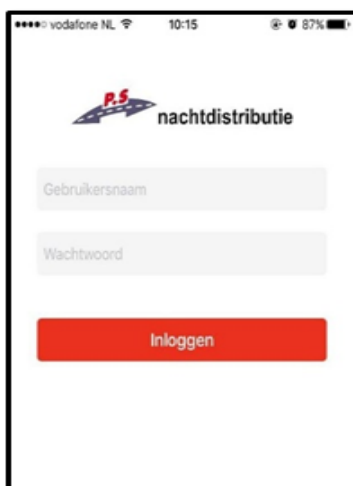 vodafone NL 10:15 87%
P.S
nachtdistributie
Gebruikersnaam
Wachtwoord
Inloggen